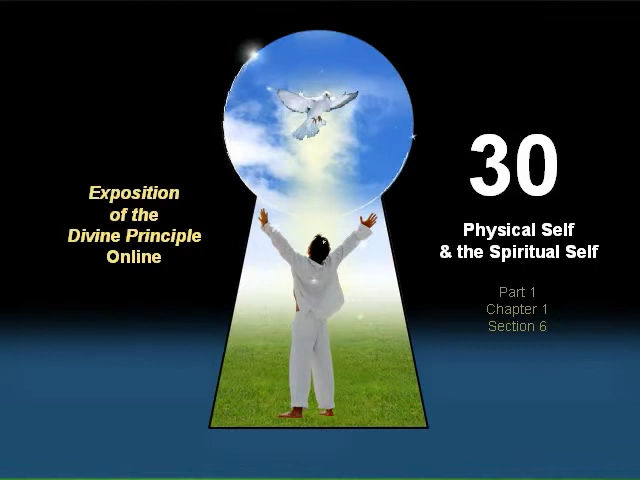 Exposition
of the
Divine Principle
Online
30
Physical Self
& the Spiritual Self
Part 1
Chapter 1
Section 6